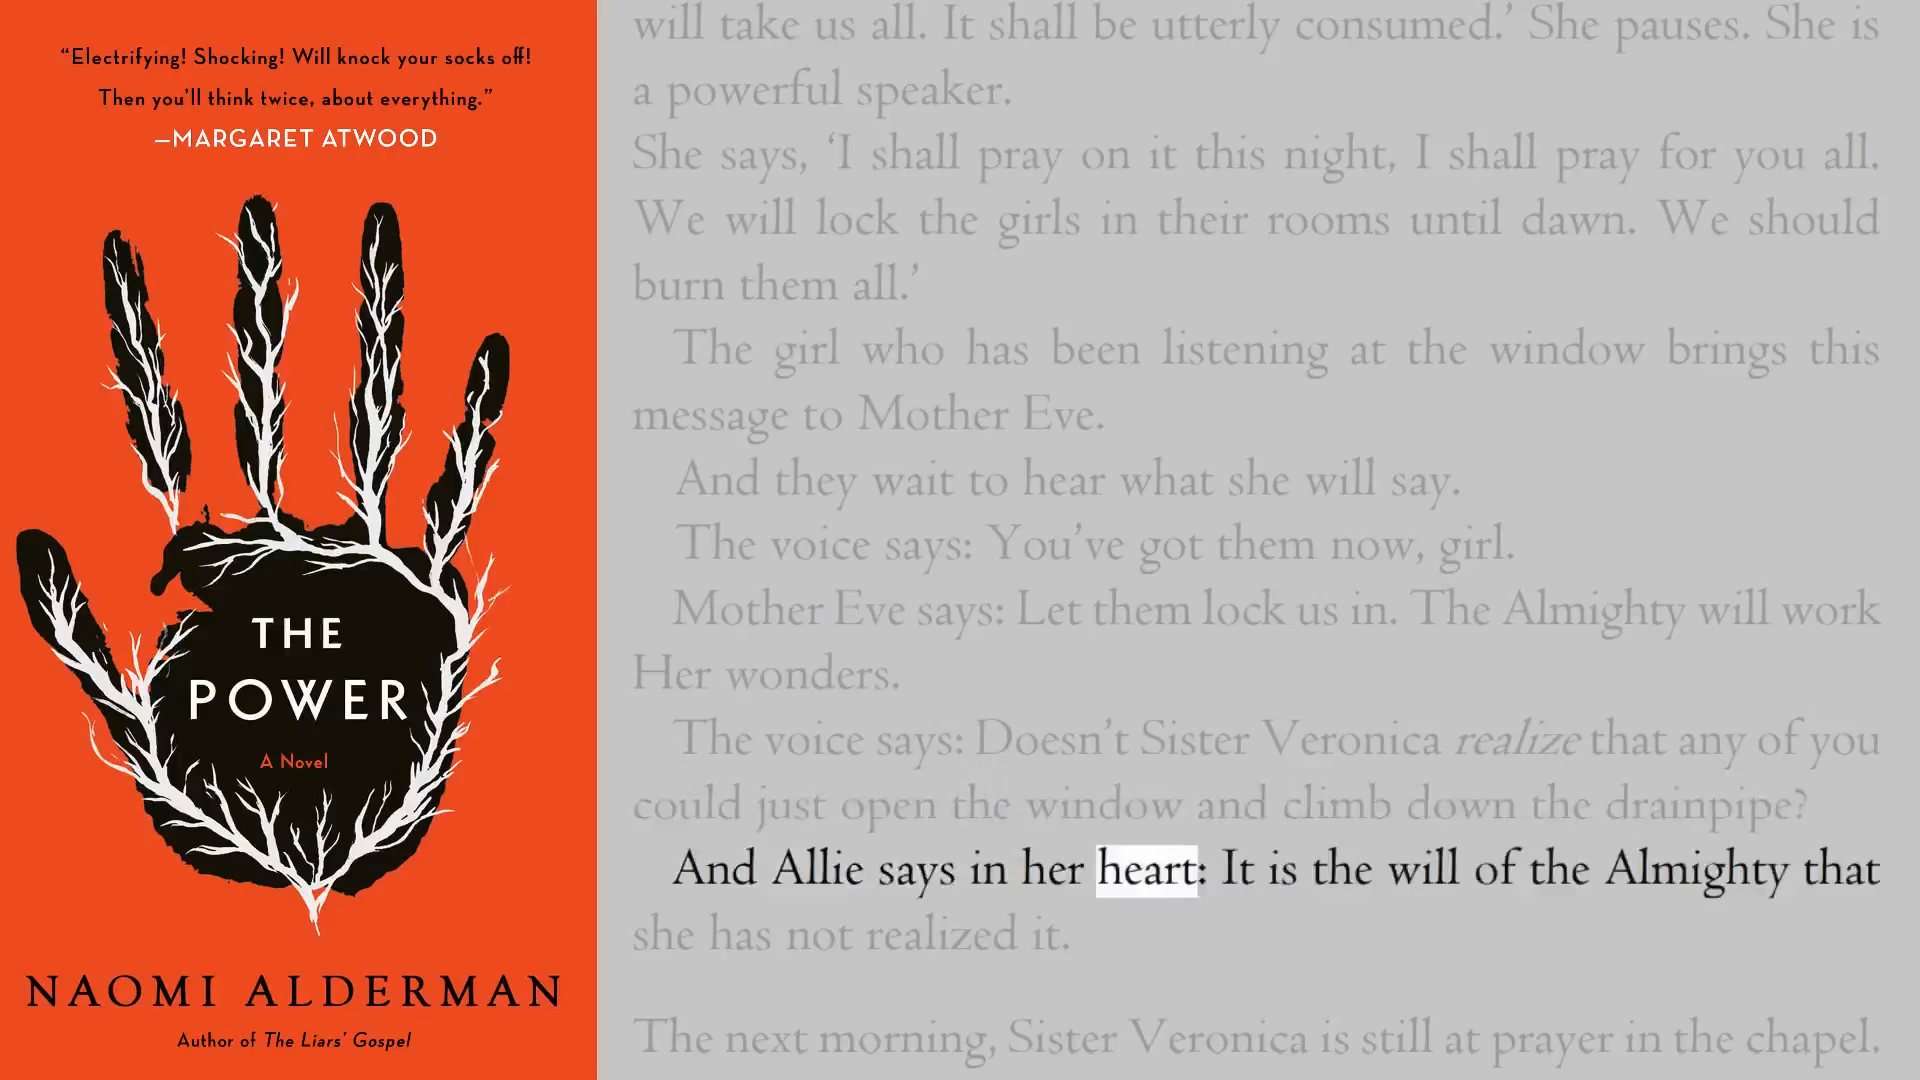 “Electrifying! Shocking! Will knock your socks off!
Then you’ll think twice, about everything.”
—MARGARET ATWOOD
THE
POWER
A Novel
NAOMI ALDERMAN
Author of The Liars’ Gospel
will take us all. It shall be utterly consumed.’ She pauses. She is
a powerful speaker.
She says, ‘I shall pray on it this night, I shall pray for you all.
We will lock the girls in their rooms until dawn. We should
burn them all.’
The girl who has been listening at the window brings this
message to Mother Eve.
And they wait to hear what she will say.
The voice says: You’ve got them now, girl.
Mother Eve says: Let them lock us in. The Almighty will work
Her wonders.
The voice says: Doesn’t Sister Veronica realize that any of you
could just open the window and climb down the drainpipe?
And Allie says in her heart: It is the will of the Almighty that
she has not realized it.
The next morning, Sister Veronica is still at prayer in the chapel.